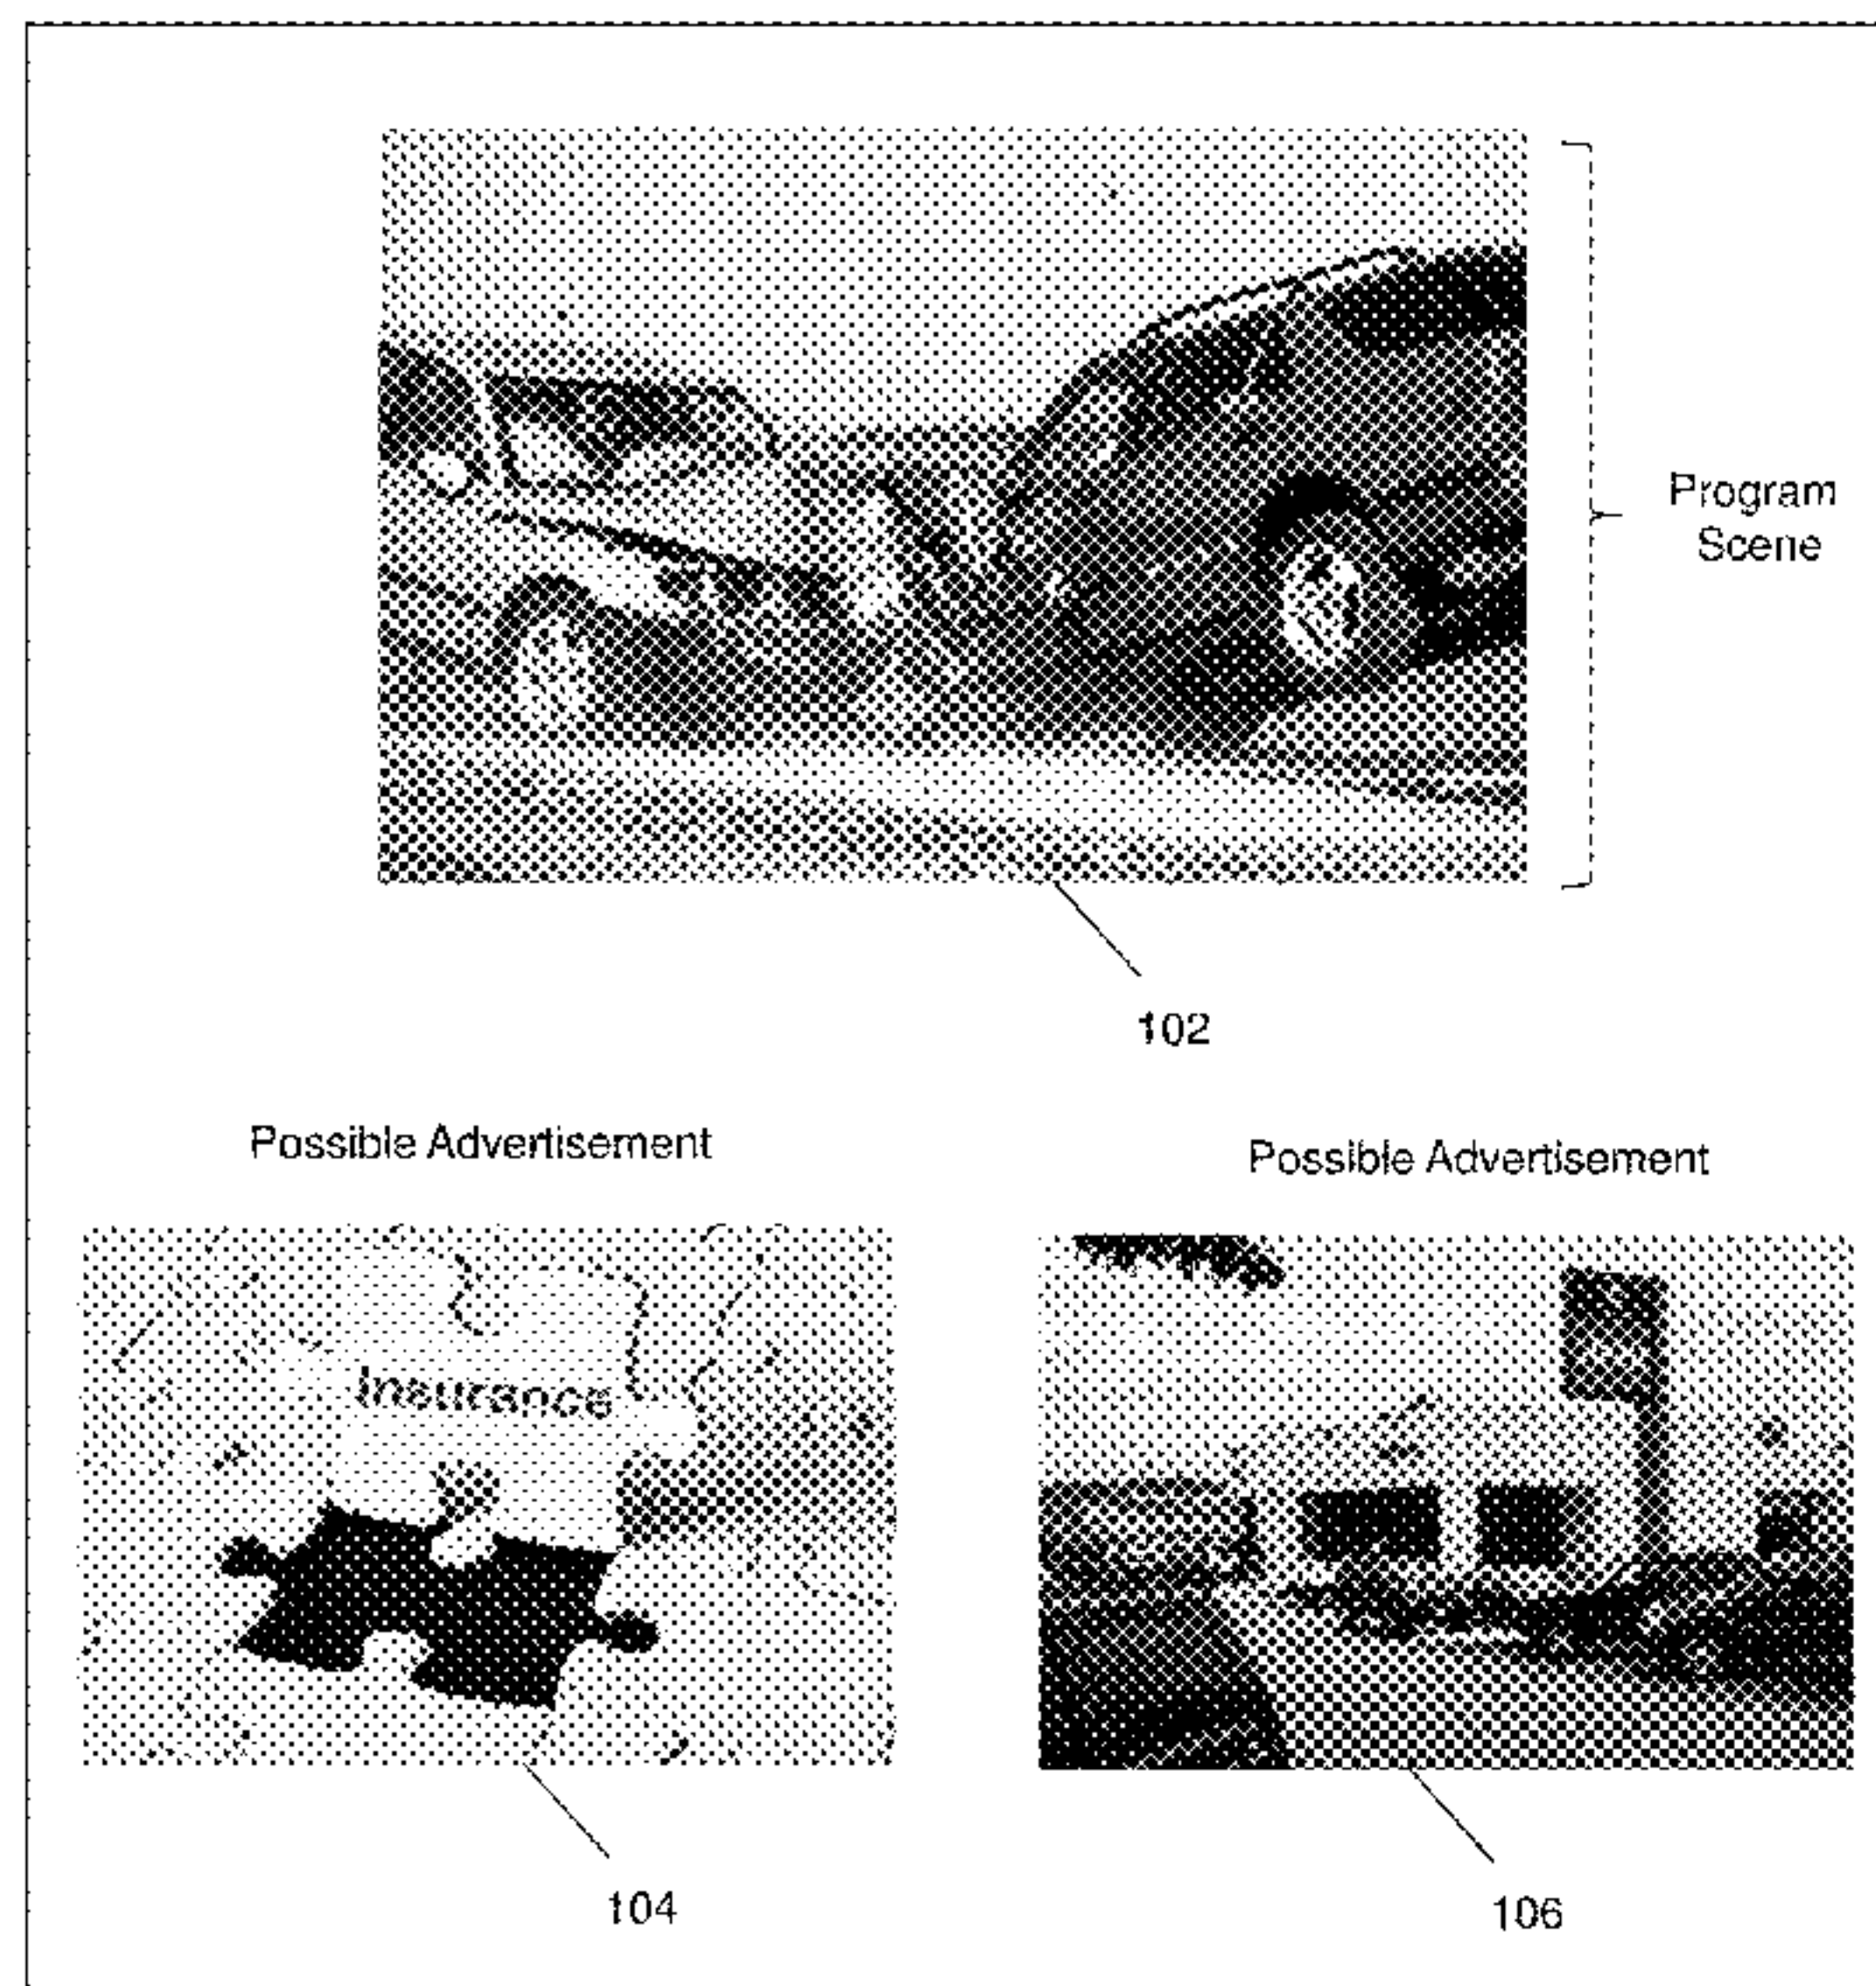 Program
Scene
102
Possible Advertisement
Possible Advertisement
Insurance
104
106